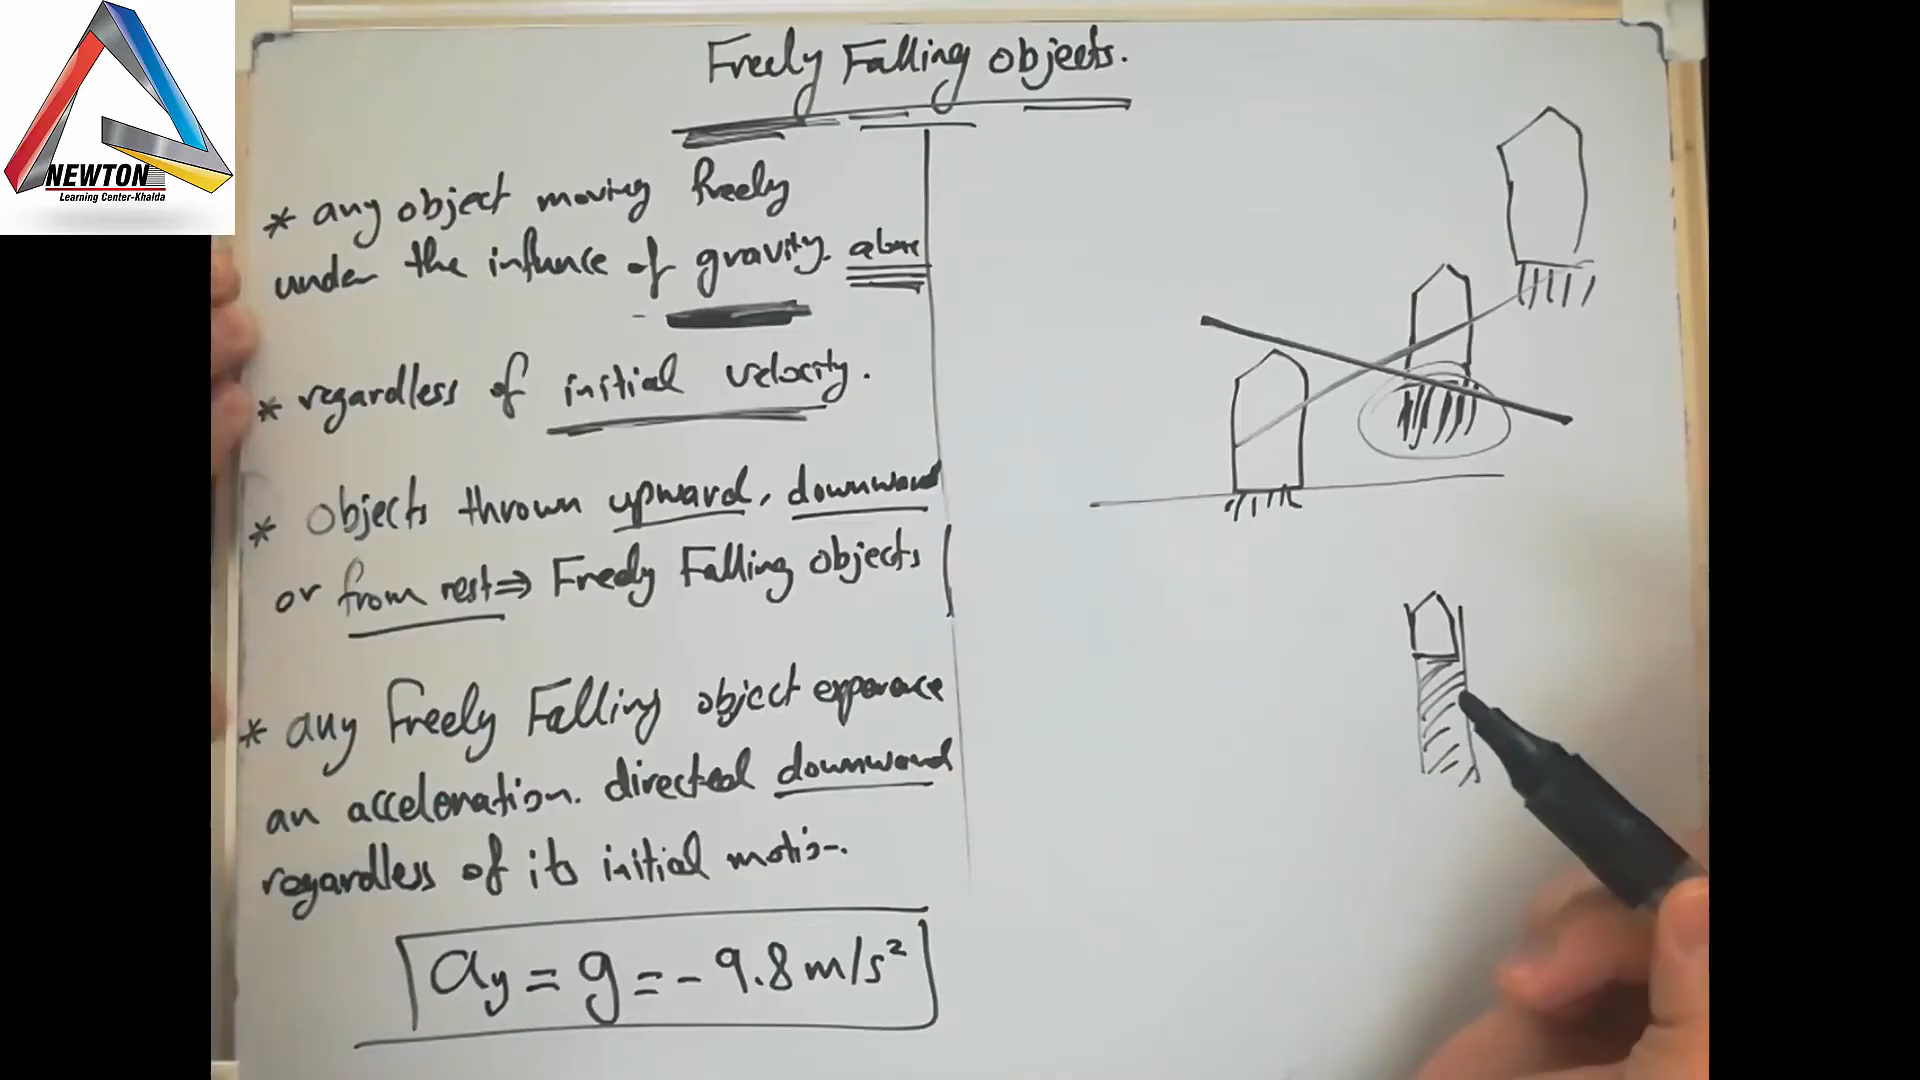 NEWTON
Learning Center-Khalda
Freely Falling objects.
* any object moving freely
under the influnce of gravity. alone
* regardless of initial velocity.
* Objects thrown upward, downward
or from rest ⇒ Freely Falling objects
* any Freely Falling object experance
an acceleration. directed downward
regardless of its initial motion.
ay = g = - 9.8 m/s²